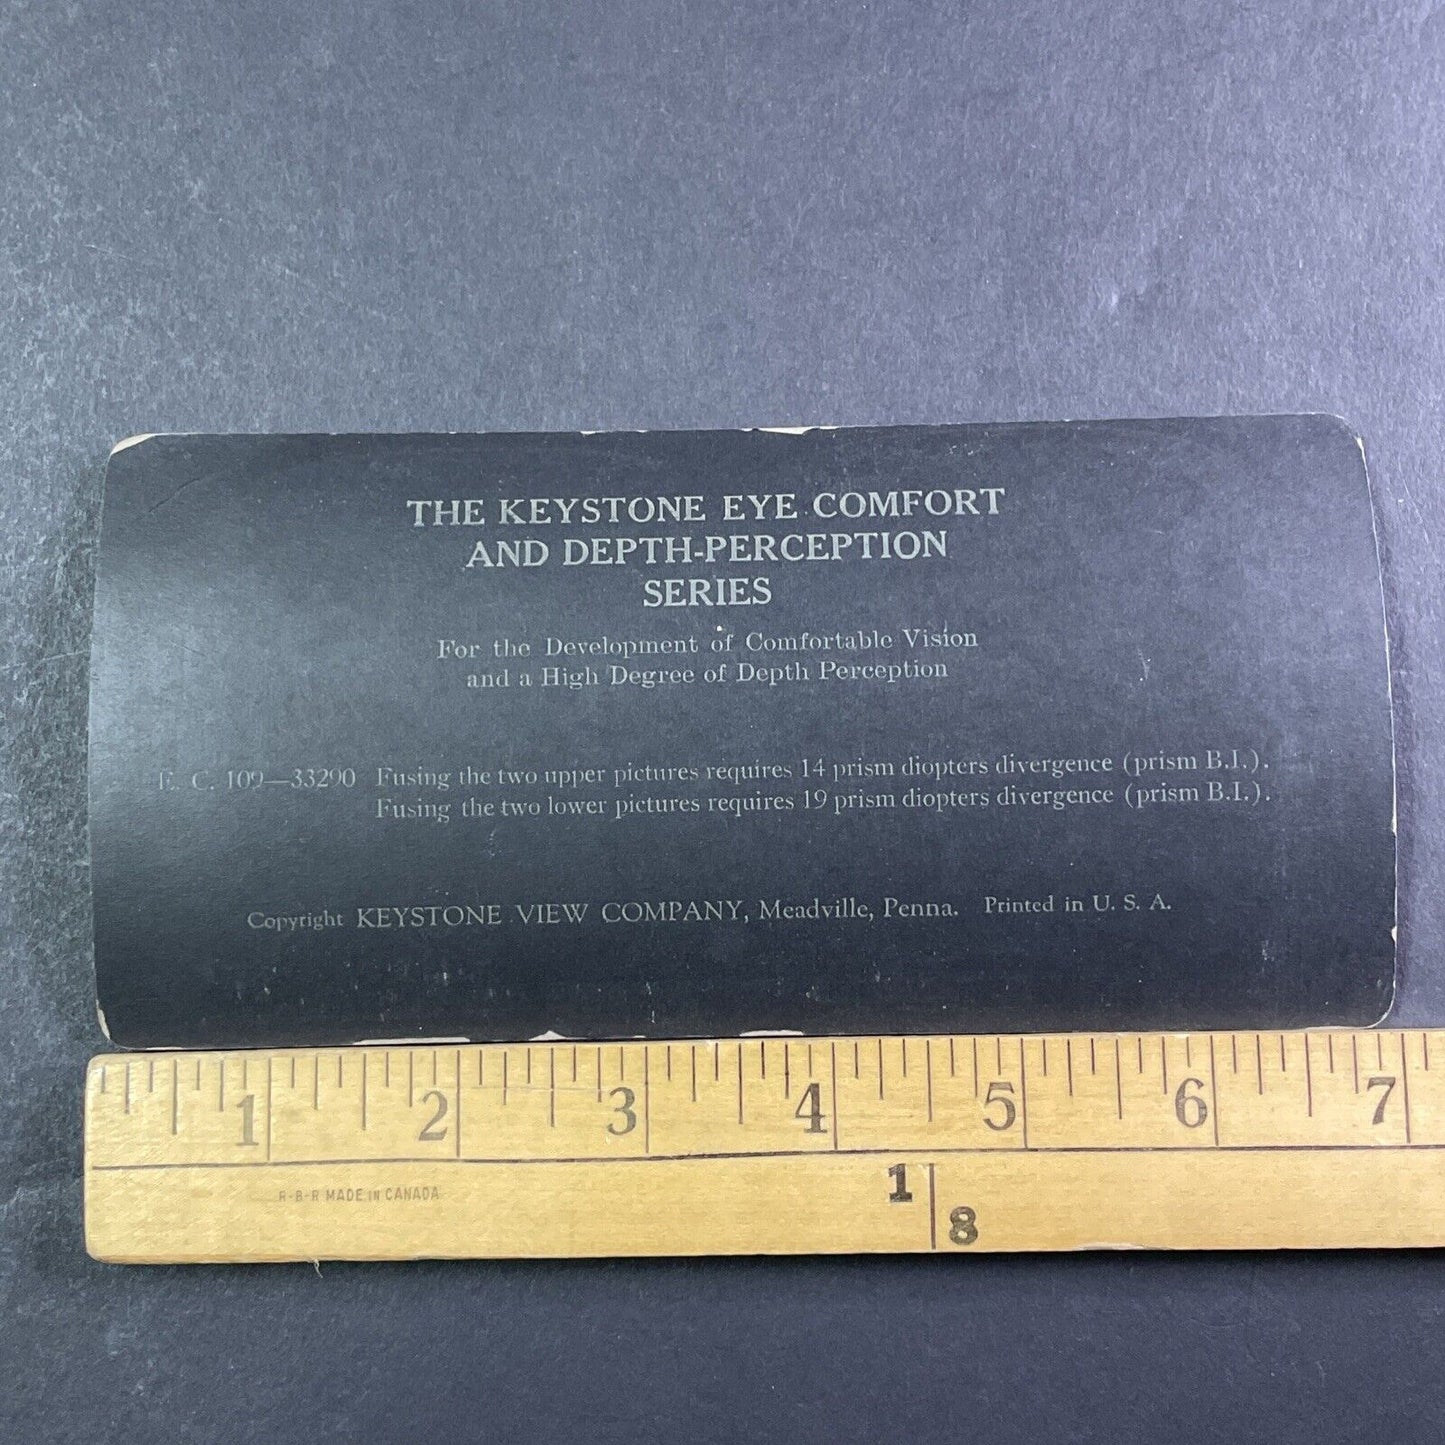 THE KEYSTONE EYE COMFORT
AND DEPTH-PERCEPTION
SERIES
For the Development of Comfortable Vision
and a High Degree of Depth Perception
E. C. 109—33290 Fusing the two upper pictures requires 14 prism diopters divergence (prism B.I.).
Fusing the two lower pictures requires 19 prism diopters divergence (prism B.I.).
Copyright KEYSTONE VIEW COMPANY, Meadville, Penna. Printed in U. S. A.
1 2 3 4 5 6 7
R-B-R MADE IN CANADA
1
8